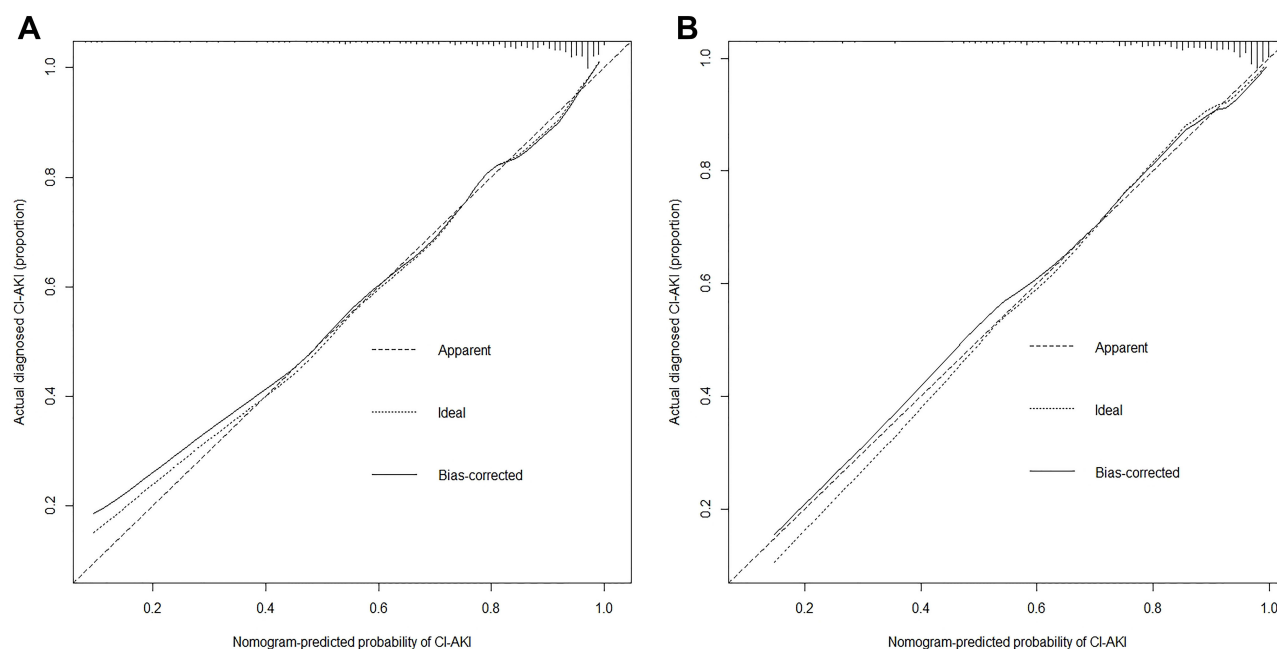 A
Actual diagnosed CI-AKI (proportion)
1.0
0.8
0.6
0.4
0.2
Apparent
Ideal
Bias-corrected
0.2 0.4 0.6 0.8 1.0
Nomogram-predicted probability of CI-AKI
B
Actual diagnosed CI-AKI (proportion)
1.0
0.8
0.6
0.4
0.2
Apparent
Ideal
Bias-corrected
0.2 0.4 0.6 0.8 1.0
Nomogram-predicted probability of CI-AKI